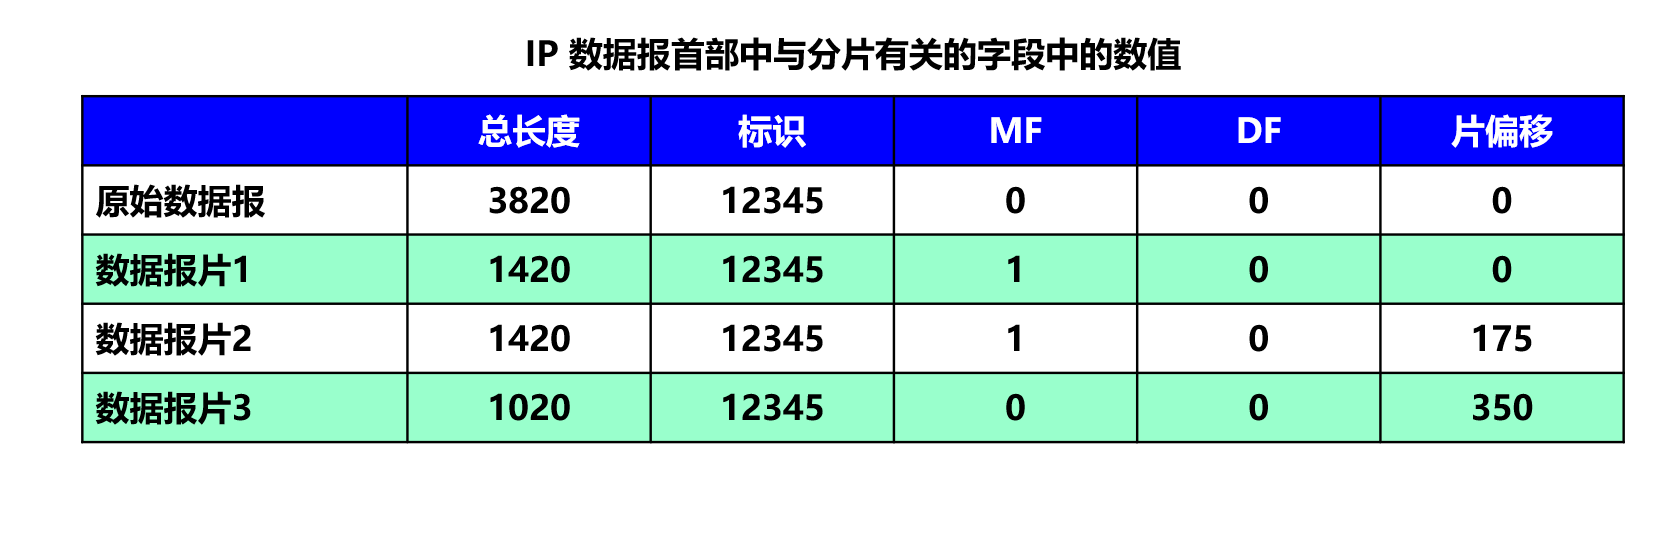 IP 数据报首部中与分片有关的字段中的数值
总长度 标识 MF DF 片偏移
原始数据报 3820 12345 0 0 0
数据报片1 1420 12345 1 0 0
数据报片2 1420 12345 1 0 175
数据报片3 1020 12345 0 0 350